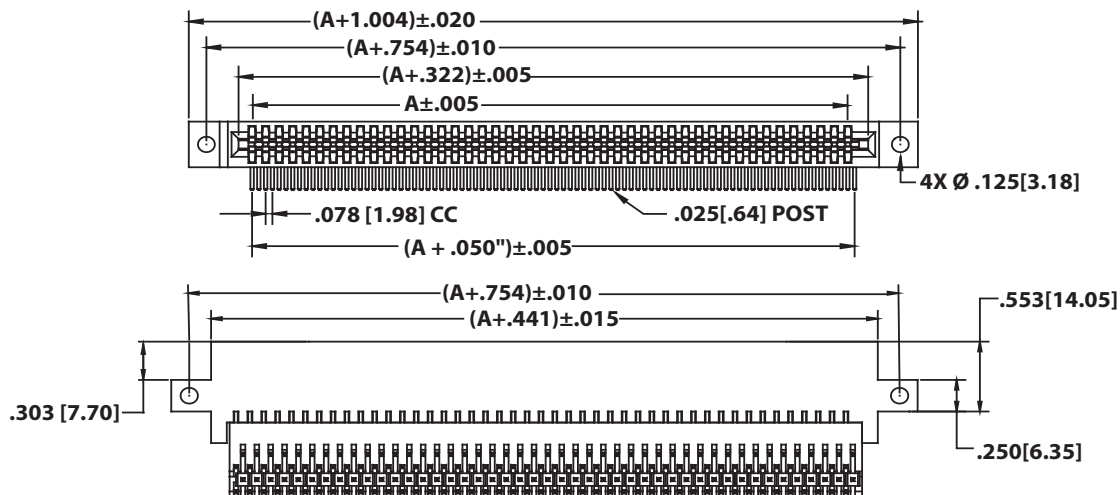 (A+1.004)±.020
(A+.754)±.010
(A+.322)±.005
A±.005
4X Ø .125[3.18]
.078 [1.98] CC
.025[.64] POST
(A + .050")±.005
(A+.754)±.010
.553[14.05]
(A+.441)±.015
.303 [7.70]
.250[6.35]